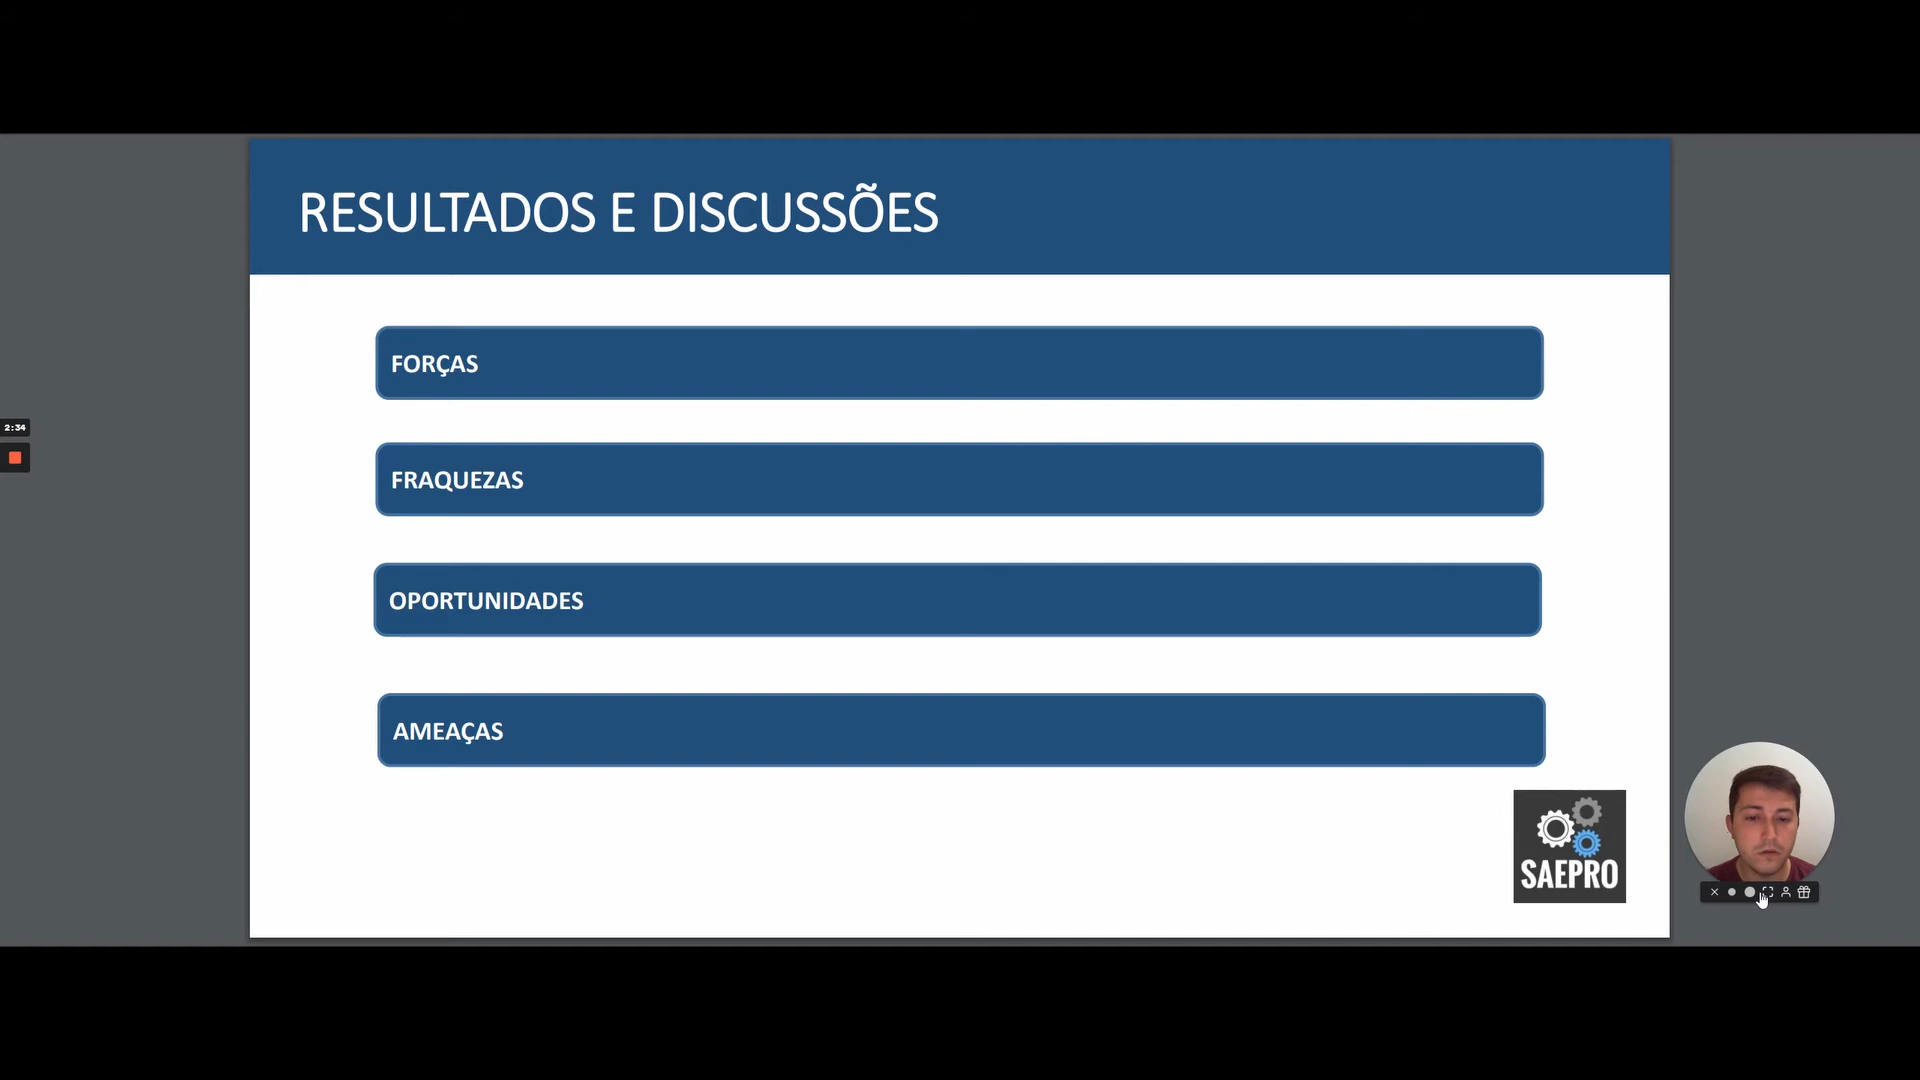 RESULTADOS E DISCUSSÕES
FORÇAS
FRAQUEZAS
2:34
OPORTUNIDADES
AMEAÇAS
SAEPRO